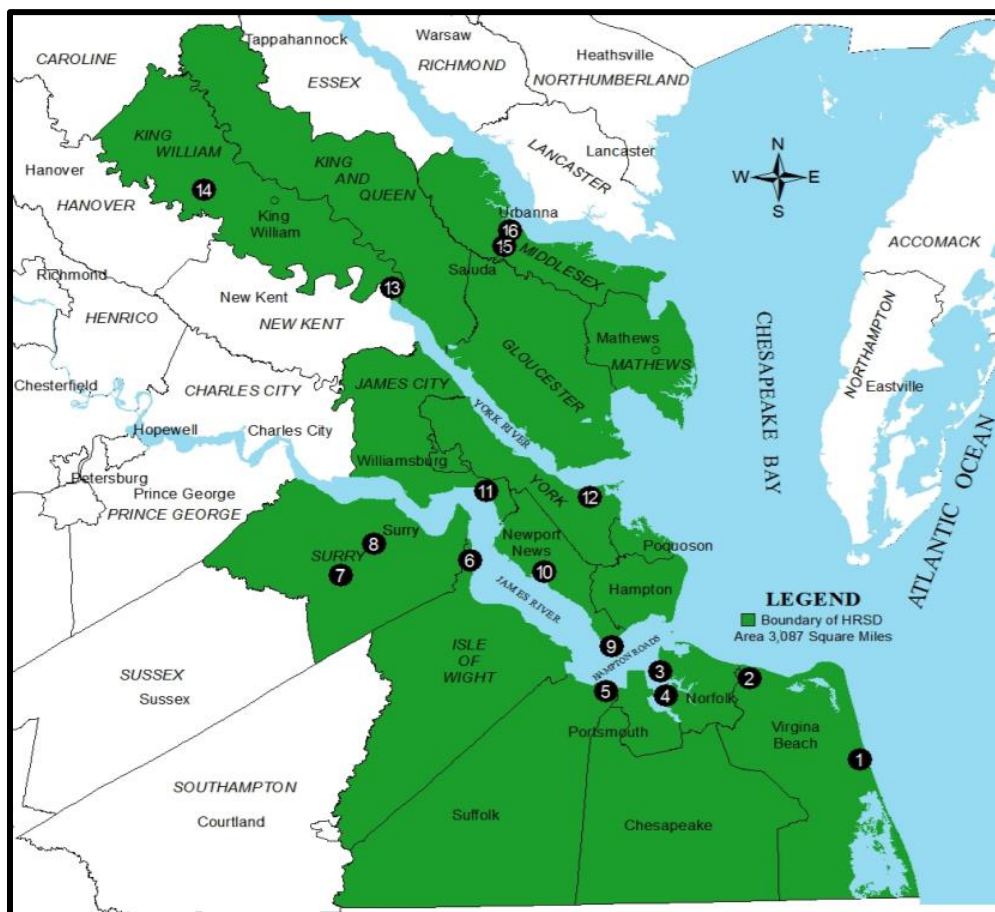 Tappahannock
Warsaw
RICHMOND
Heathsville
NORTHUMBERLAND
CAROLINE
ESSEX
LANCASTER
Lancaster
KING
WILLIAM
KING
AND
QUEEN
Hanover
HANOVER
14
King
William
Urbanna
16
15
MIDDLESEX
N
W
E
S
ACCOMACK
Richmond
HENRICO
New Kent
NEW KENT
13
Saluda
GLOUCESTER
Mathews
MATHEWS
CHESAPEAKE BAY
NORTHAMPTON
Eastville
Chesterfield
CHARLES CITY
JAMES CITY
YORK RIVER
Hopewell
Charles City
Williamsburg
Petersburg
Prince George
PRINCE GEORGE
11
YORK
12
ATLANTIC OCEAN
Surry
8
SURRY
7
6
Newport
News
10
Poquoson
Hampton
JAMES RIVER
LEGEND
Boundary of HRSD
Area 3,087 Square Miles
SUSSEX
Sussex
ISLE
OF
WIGHT
9
HAMPTON ROADS
3
2
5
4
Norfolk
Portsmouth
Virgina
Beach
1
SOUTHAMPTON
Courtland
Suffolk
Chesapeake